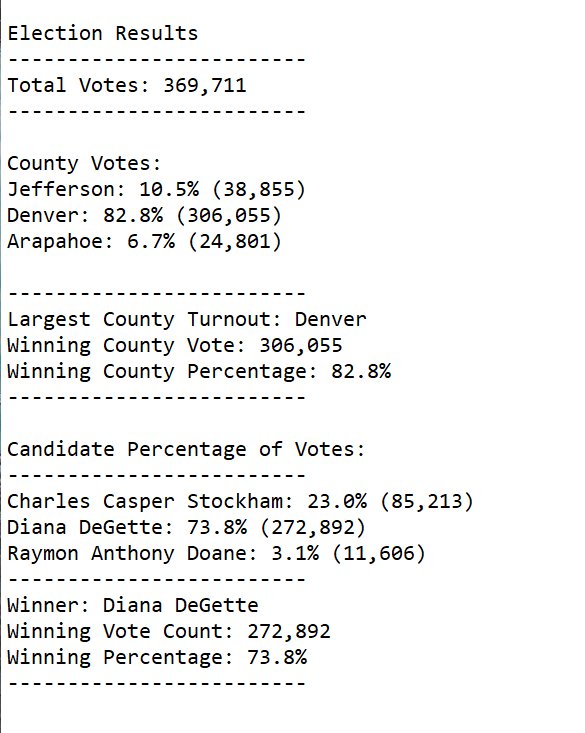 Election Results
-------------------------
Total Votes: 369,711
-------------------------
County Votes:
Jefferson: 10.5% (38,855)
Denver: 82.8% (306,055)
Arapahoe: 6.7% (24,801)
-------------------------
Largest County Turnout: Denver
Winning County Vote: 306,055
Winning County Percentage: 82.8%
-------------------------
Candidate Percentage of Votes:
-------------------------
Charles Casper Stockham: 23.0% (85,213)
Diana DeGette: 73.8% (272,892)
Raymon Anthony Doane: 3.1% (11,606)
-------------------------
Winner: Diana DeGette
Winning Vote Count: 272,892
Winning Percentage: 73.8%
-------------------------